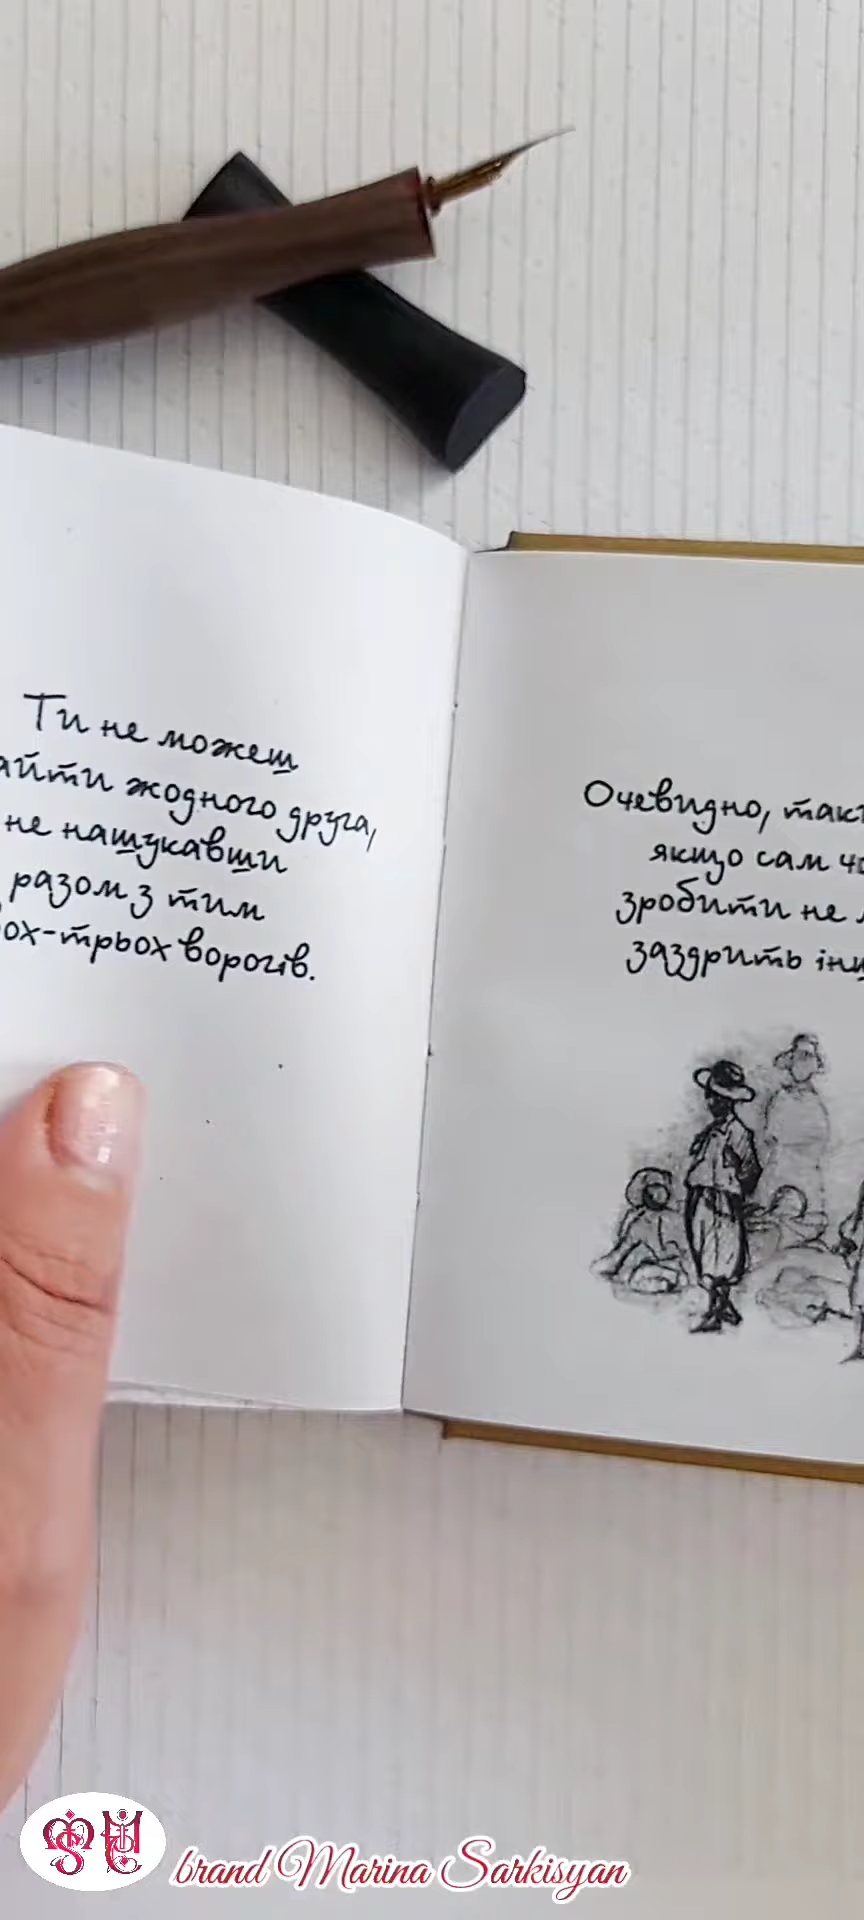 Ти не можеш
айти жодного друга,
не нашукавши
разом з тим
ох-трьох ворогів.
Очевидно, так
якщо сам
зробити не
заздрить
brand Marina Sarkisyan